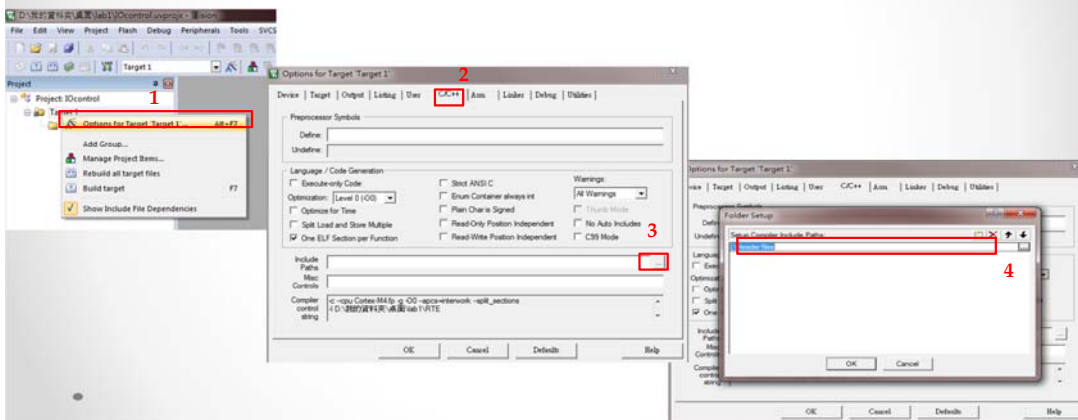 D:\我的資料夾\桌面\lab1\IOcontrol.uvprojx - µVision
File Edit View Project Flash Debug Peripherals Tools SVCS
Target 1
Project
Project: IOcontrol
1
Target 1
Options for Target 'Target 1'... Alt+F7
Add Group...
Manage Project Items...
Rebuild all target files
Build target F7
Show Include File Dependencies
Options for Target 'Target 1'
2
Device Target Output Listing User C/C++ Asm Linker Debug Utilities
Preprocessor Symbols
Define:
Undefine:
Language / Code Generation
Execute-only Code
Strict ANSI C
Warnings:
Optimization: Level 0 (-O0)
Enum Container always int
All Warnings
Optimize for Time
Plain Char is Signed
Thumb Mode
Split Load and Store Multiple
Read-Only Position Independent
No Auto Includes
One ELF Section per Function
Read-Write Position Independent
C99 Mode
3
Include Paths
...
Misc Controls
Compiler control string
-c --cpu Cortex-M4.fp -g -O0 --apcs=interwork --split_sections
-I D:\我的資料夾\桌面\lab1\RTE
OK Cancel Defaults Help
Options for Target 'Target 1'
Target Output Listing User C/C++ Asm Linker Debug Utilities
Folder Setup
Setup Compiler Include Paths:
header files
...
4
OK Cancel
OK Cancel Defaults Help